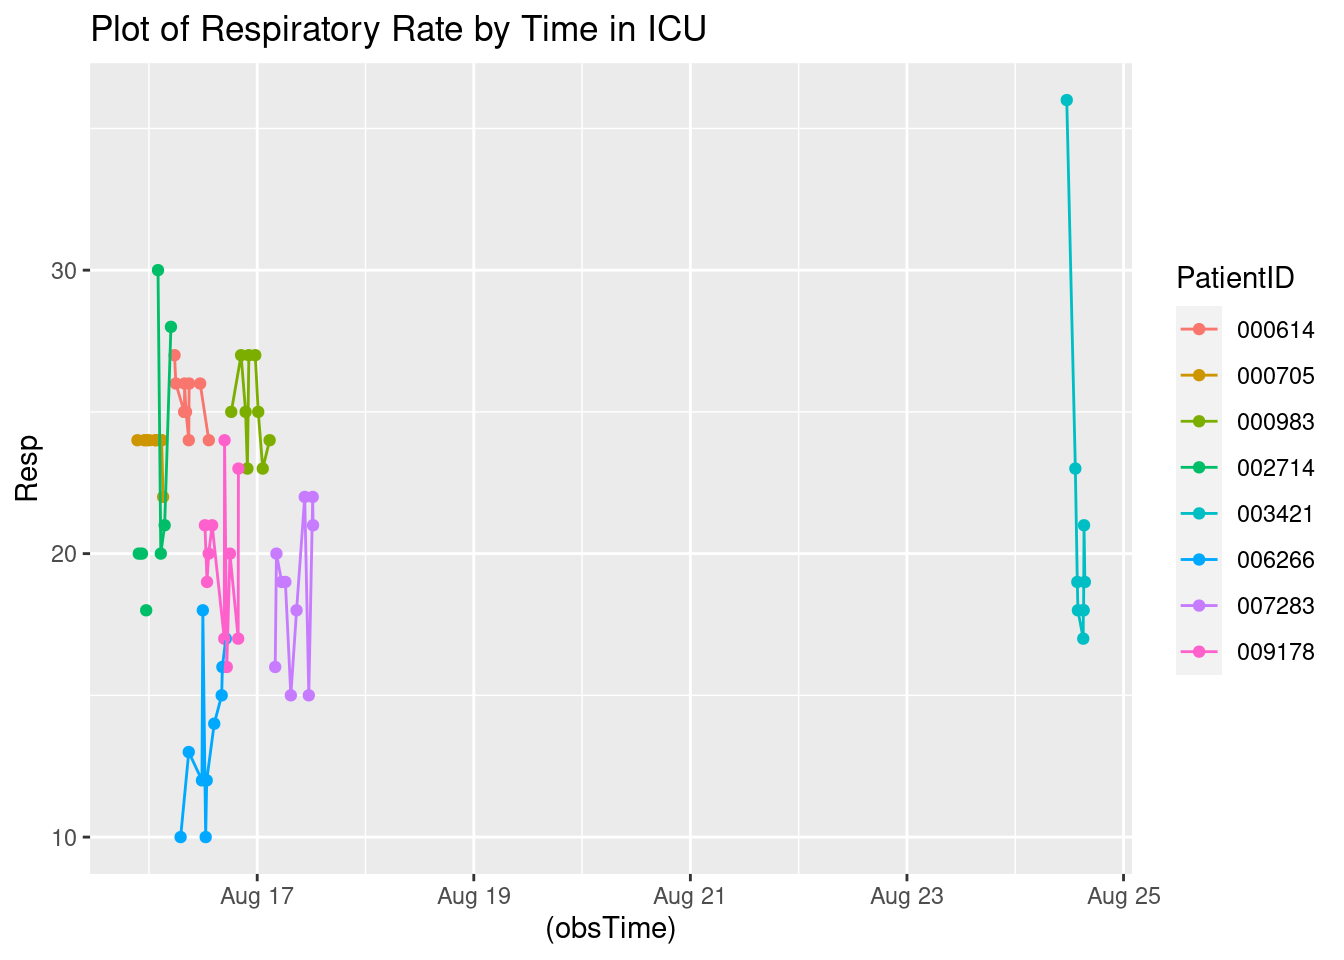 Plot of Respiratory Rate by Time in ICU
Resp
30
20
10
Aug 17
Aug 19
Aug 21
Aug 23
Aug 25
(obsTime)
PatientID
000614
000705
000983
002714
003421
006266
007283
009178